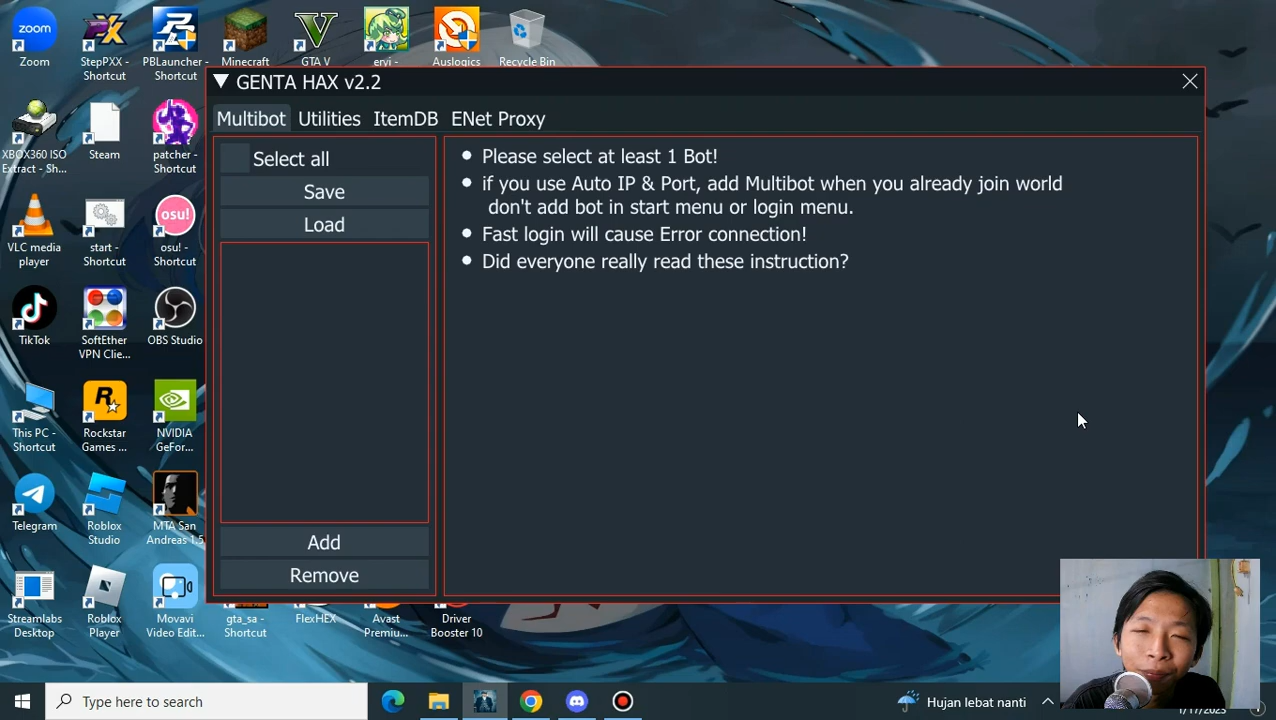 Zoom
StepPXX -
Shortcut
PBLauncher -
Shortcut
Minecraft
GTA V
eryi -
Auslogics
Recycle Bin
GENTA HAX v2.2
Multibot Utilities ItemDB ENet Proxy
Select all
Save
Load
Add
Remove
Please select at least 1 Bot!
if you use Auto IP & Port, add Multibot when you already join world
don't add bot in start menu or login menu.
Fast login will cause Error connection!
Did everyone really read these instruction?
XBOX360 ISO
Extract - Sh...
Steam
patcher -
Shortcut
VLC media
player
start -
Shortcut
osu!
osu! -
Shortcut
TikTok
SoftEther
VPN Clie...
OBS Studio
This PC -
Shortcut
Rockstar
Games ...
NVIDIA
GeFor...
Telegram
Roblox
Studio
MTA San
Andreas 1.5
Streamlabs
Desktop
Roblox
Player
Movavi
Video Edit...
gta_sa -
Shortcut
FlexHEX
Avast
Premiu...
Driver
Booster 10
Type here to search
Hujan lebat nanti
1/17/2023